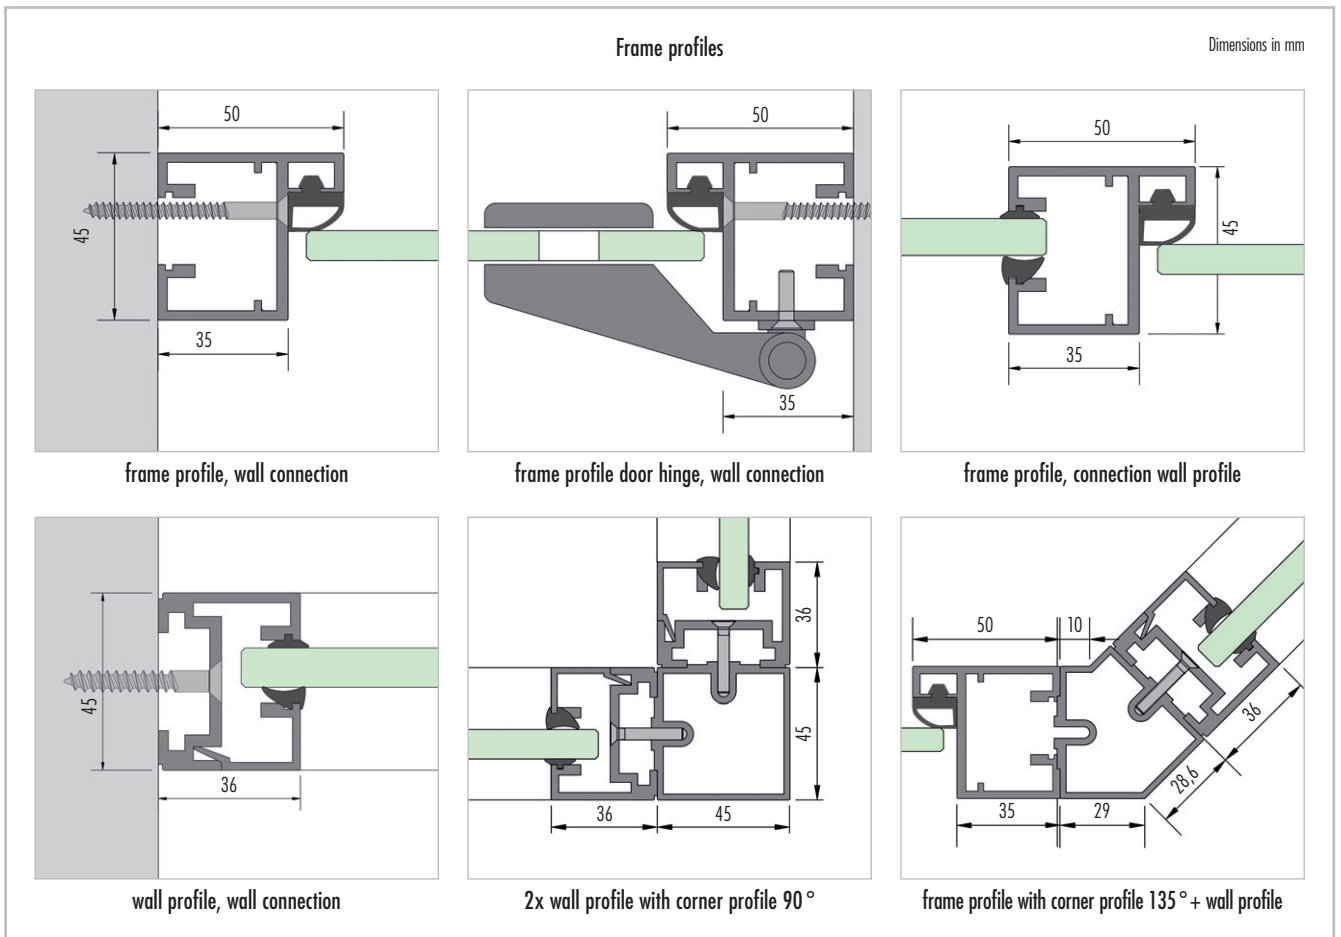 Frame profiles
Dimensions in mm
50
45
35
frame profile, wall connection
50
35
frame profile door hinge, wall connection
50
45
35
frame profile, connection wall profile
45
36
wall profile, wall connection
36
45
36
45
2x wall profile with corner profile 90°
50
10
36
28,6
35
29
frame profile with corner profile 135°+ wall profile